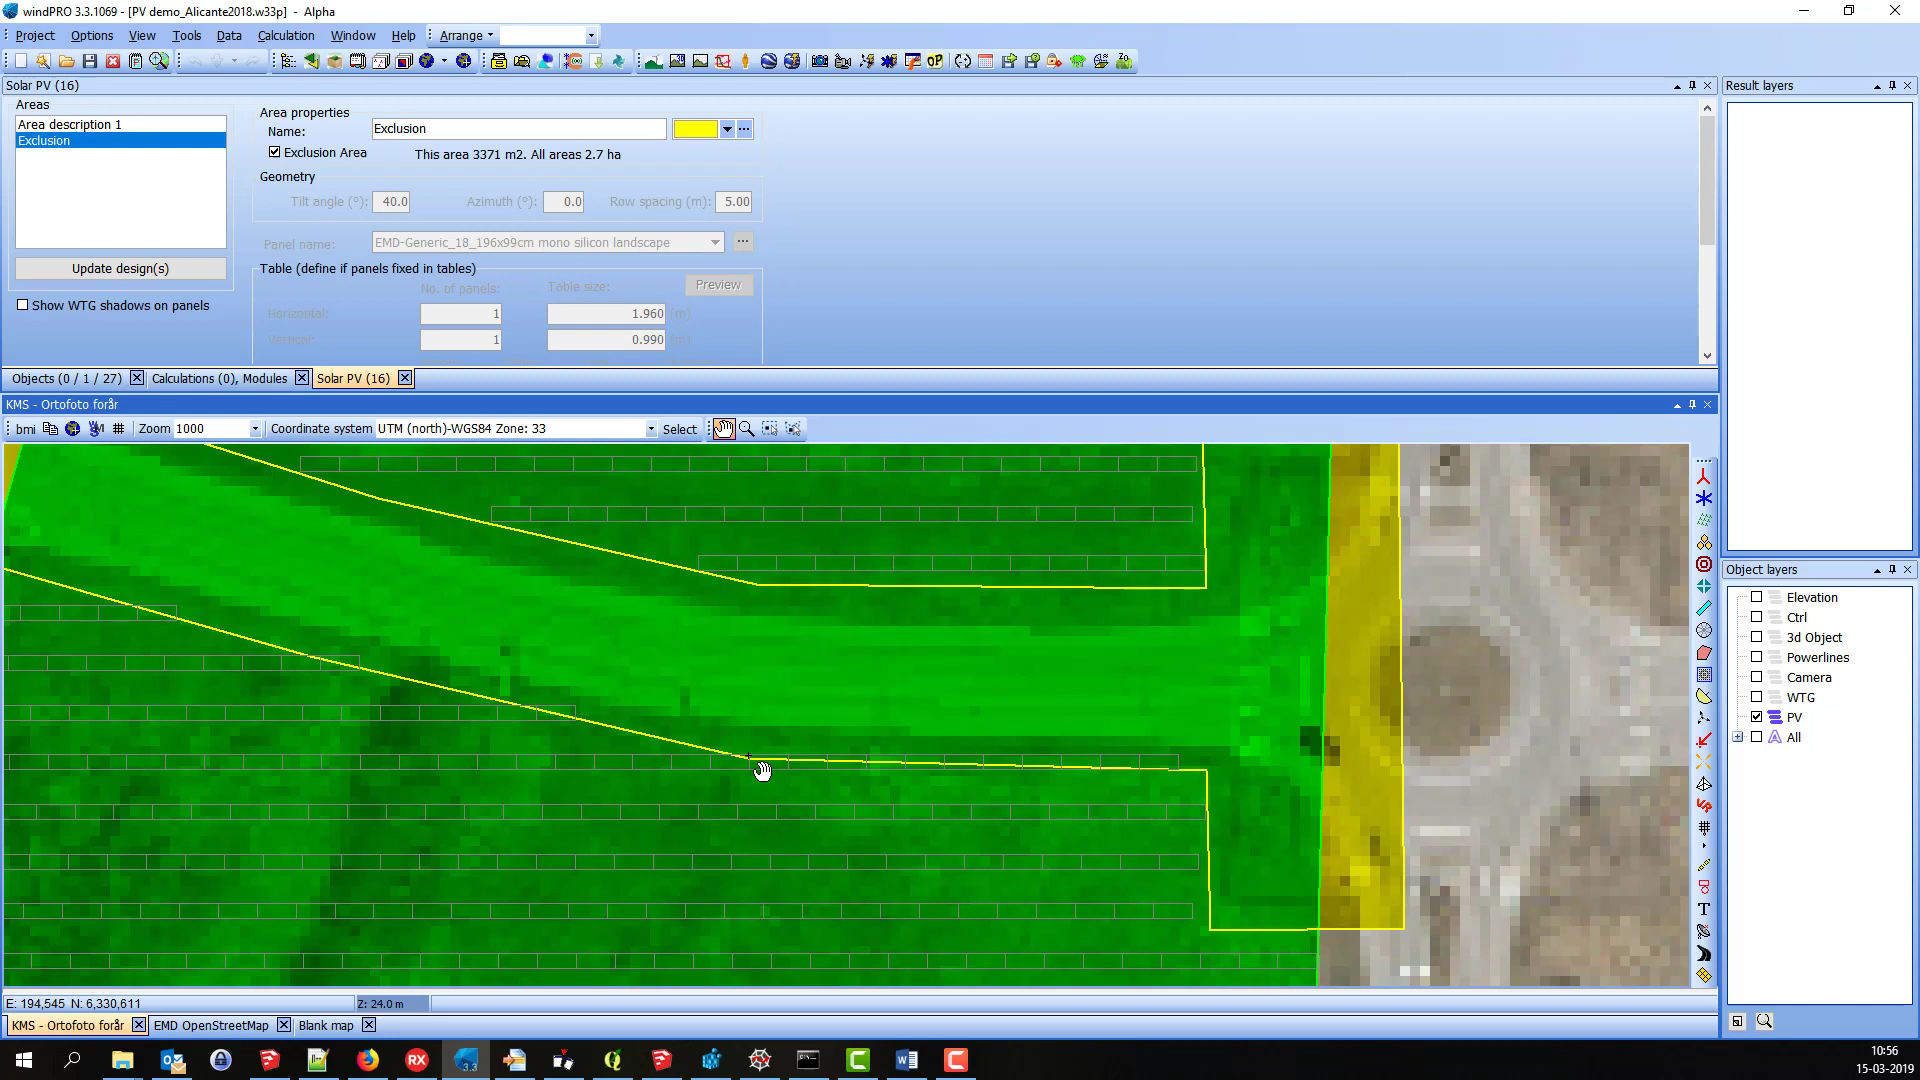 windPRO 3.3.1069 - [PV demo_Alicante2018.w33p] - Alpha
Project Options View Tools Data Calculation Window Help Arrange
Solar PV (16)
Areas
Area description 1
Exclusion
Update design(s)
Show WTG shadows on panels
Area properties
Name: Exclusion
Exclusion Area This area 3371 m2. All areas 2.7 ha
Geometry
Tilt angle (°): 40.0 Azimuth (°): 0.0 Row spacing (m): 5.00
Panel name: EMD-Generic_18_196x99cm mono silicon landscape
Table (define if panels fixed in tables)
No. of panels: Table size: Preview
Horizontal: 1 1.960 (m)
Vertical: 1 0.990 (m)
Objects (0 / 1 / 27) Calculations (0), Modules Solar PV (16)
KMS - Ortofoto forår
bmi Zoom 1000 Coordinate system UTM (north)-WGS84 Zone: 33 Select
E: 194,545 N: 6,330,611 Z: 24.0 m
KMS - Ortofoto forår EMD OpenStreetMap Blank map
Result layers
Object layers
Elevation
Ctrl
3d Object
Powerlines
Camera
WTG
PV
All
10:56
15-03-2019